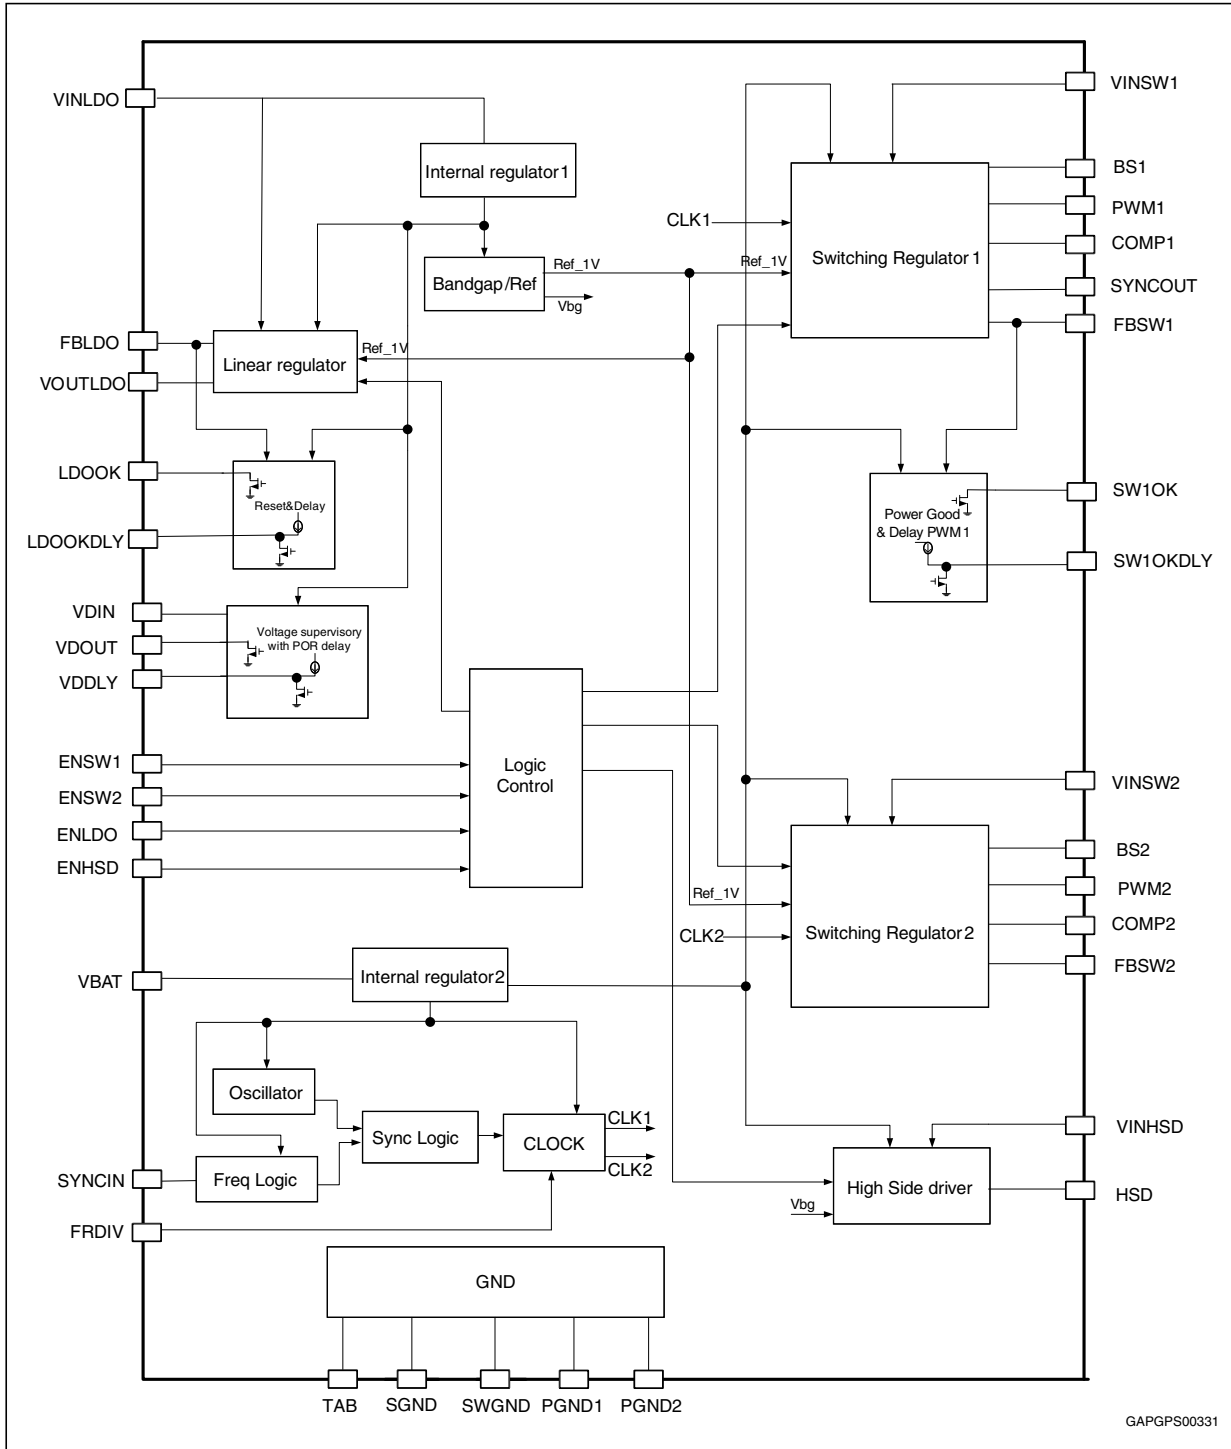 VINLDO
VINSW1
Internal regulator1
BS1
PWM1
CLK1
COMP1
Switching Regulator 1
Ref_1V
Ref_1V
Bandgap/Ref
Vbg
SYNCOUT
FBSW1
FBLDO
Ref_1V
Linear regulator
VOUTLDO
LDOOK
SW1OK
Reset&Delay
Power Good
& Delay PWM1
LDOOKDLY
SW1OKDLY
VDIN
Voltage supervisory
with POR delay
VDOUT
VDDLY
ENSW1
Logic
Control
ENSW2
ENLDO
ENHSD
VINSW2
BS2
PWM2
Ref_1V
COMP2
CLK2
Switching Regulator2
FBSW2
VBAT
Internal regulator2
Oscillator
CLK1
Sync Logic
CLOCK
CLK2
VINHSD
SYNCIN
Freq Logic
High Side driver
HSD
Vbg
FRDIV
GND
TAB
SGND
SWGND
PGND1
PGND2
GAPGPS00331